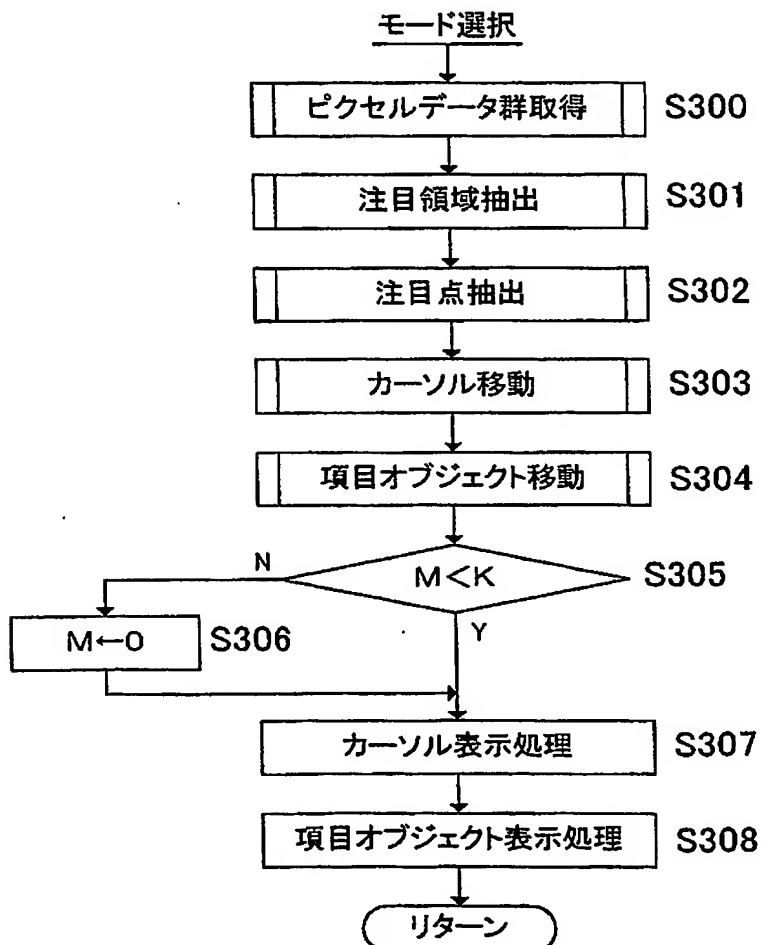 モード選択
ピクセルデータ群取得 S300
注目領域抽出 S301
注目点抽出 S302
カーソル移動 S303
項目オブジェクト移動 S304
M<K S305
N
Y
M←0 S306
カーソル表示処理 S307
項目オブジェクト表示処理 S308
リターン